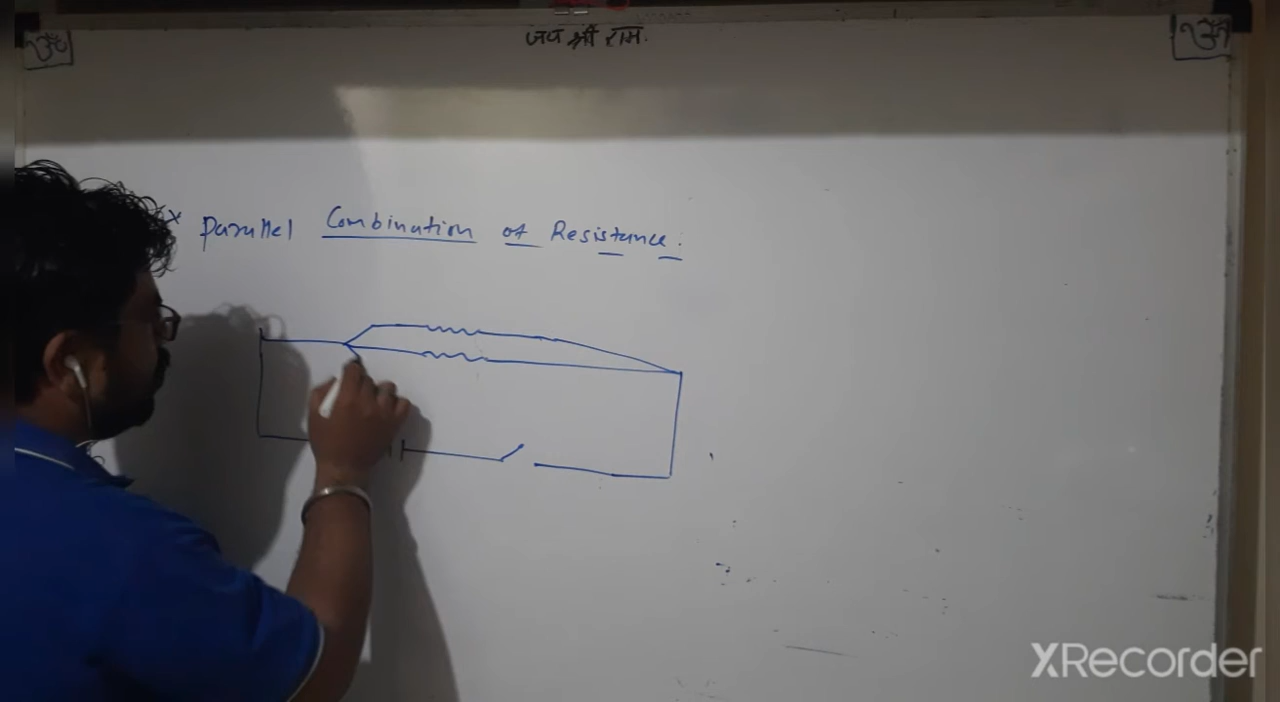 ॐ
जय श्री राम.
ॐ
* Parallel Combination of Resistance:
XRecorder